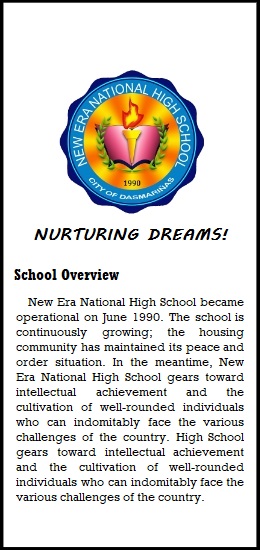 NEW ERA NATIONAL HIGH SCHOOL
1990
CITY OF DASMARINAS
NURTURING DREAMS!
School Overview
New Era National High School became
operational on June 1990. The school is
continuously growing; the housing
community has maintained its peace and
order situation. In the meantime, New
Era National High School gears toward
intellectual achievement and the
cultivation of well-rounded individuals
who can indomitably face the various
challenges of the country. High School
gears toward intellectual achievement
and the cultivation of well-rounded
individuals who can indomitably face the
various challenges of the country.